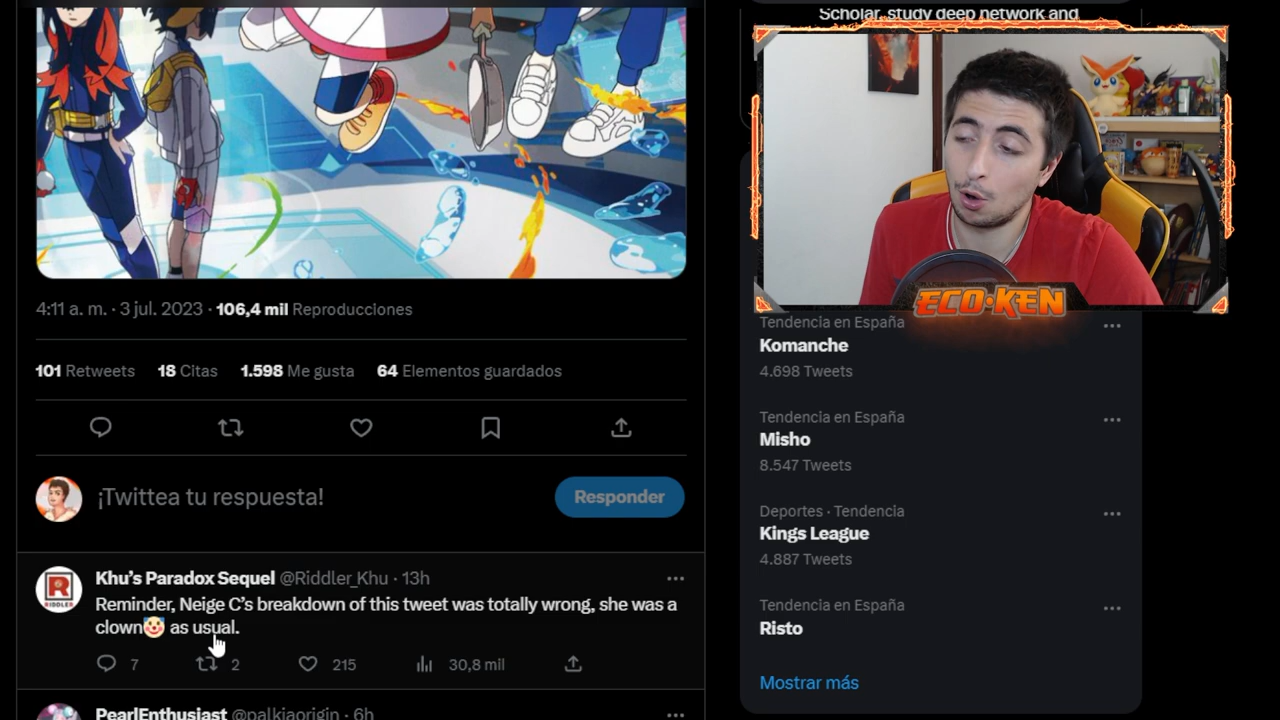 Scholar, study deep network and
ECO·KEN
4:11 a. m. · 3 jul. 2023 · 106,4 mil Reproducciones
101 Retweets 18 Citas 1.598 Me gusta 64 Elementos guardados
¡Twittea tu respuesta!
Responder
R
RIDDLER
Khu's Paradox Sequel @Riddler_Khu · 13h
Reminder, Neige C's breakdown of this tweet was totally wrong, she was a
clown🤡 as usual.
7 2 215 30,8 mil
PearlEnthusiast @palkiaorigin · 6h
Tendencia en España
Komanche
4.698 Tweets
Tendencia en España
Misho
8.547 Tweets
Deportes · Tendencia
Kings League
4.887 Tweets
Tendencia en España
Risto
Mostrar más